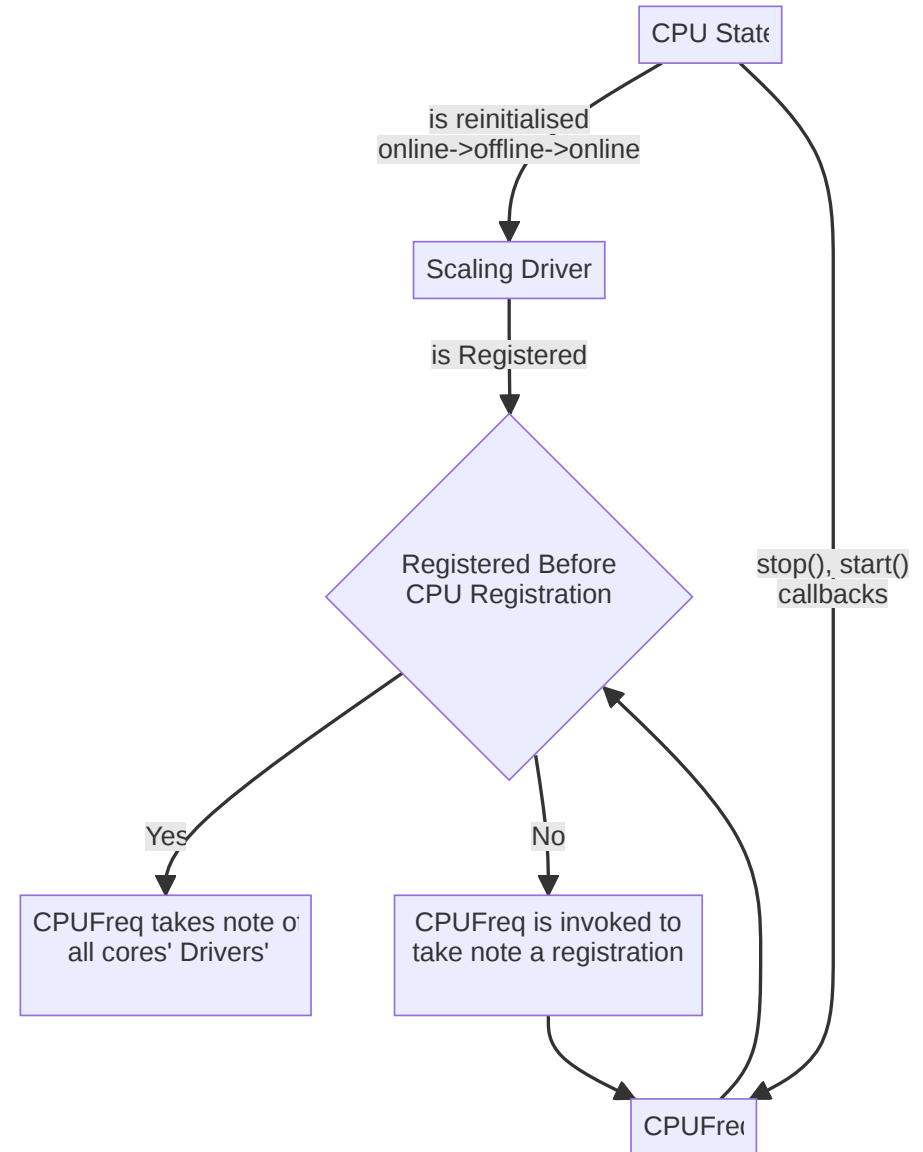 CPU State
is reinitialised
online->offline->online
Scaling Driver
is Registered
Registered Before
CPU Registration
stop(), start()
callbacks
Yes
No
CPUFreq takes note of
all cores' Drivers'
CPUFreq is invoked to
take note a registration
CPUFreq